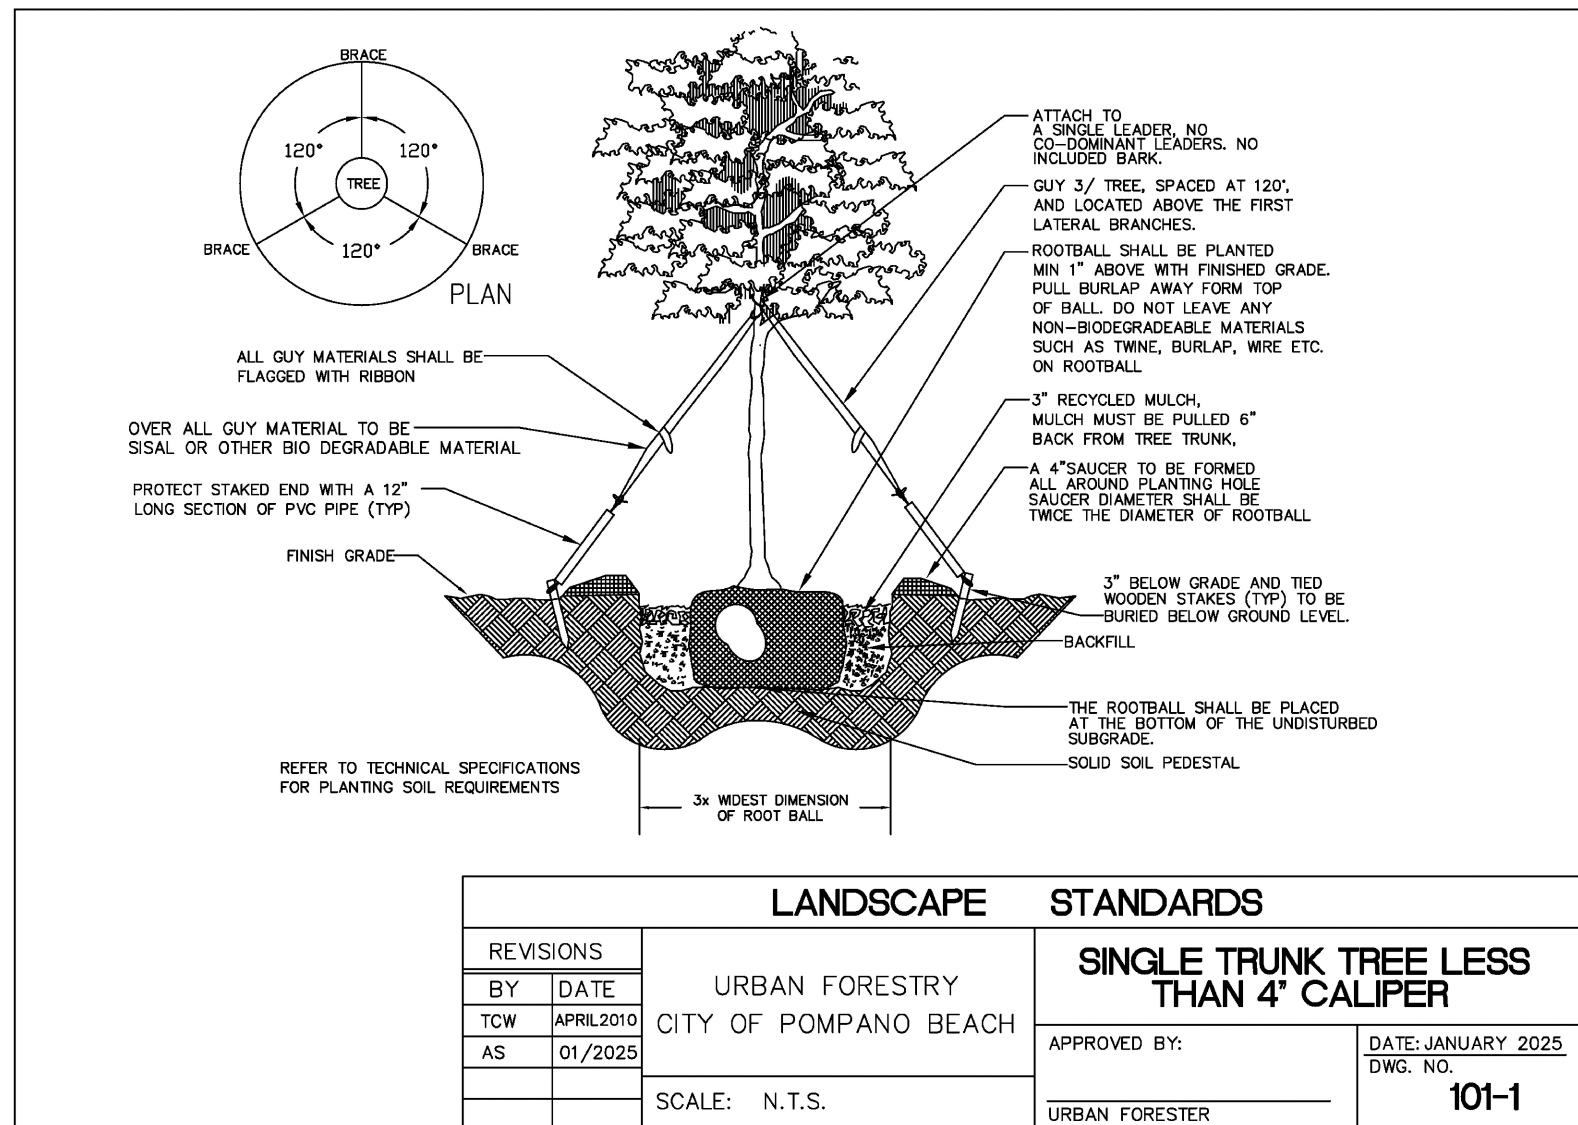 BRACE
120°
120°
TREE
120°
BRACE
BRACE
PLAN
ATTACH TO
A SINGLE LEADER, NO
CO-DOMINANT LEADERS. NO
INCLUDED BARK.
GUY 3/ TREE, SPACED AT 120°,
AND LOCATED ABOVE THE FIRST
LATERAL BRANCHES.
ROOTBALL SHALL BE PLANTED
MIN 1" ABOVE WITH FINISHED GRADE.
PULL BURLAP AWAY FORM TOP
OF BALL. DO NOT LEAVE ANY
NON-BIODEGRADEABLE MATERIALS
SUCH AS TWINE, BURLAP, WIRE ETC.
ON ROOTBALL
ALL GUY MATERIALS SHALL BE
FLAGGED WITH RIBBON
OVER ALL GUY MATERIAL TO BE
SISAL OR OTHER BIO DEGRADABLE MATERIAL
PROTECT STAKED END WITH A 12"
LONG SECTION OF PVC PIPE (TYP)
FINISH GRADE
3" RECYCLED MULCH,
MULCH MUST BE PULLED 6"
BACK FROM TREE TRUNK,
A 4"SAUCER TO BE FORMED
ALL AROUND PLANTING HOLE
SAUCER DIAMETER SHALL BE
TWICE THE DIAMETER OF ROOTBALL
3" BELOW GRADE AND TIED
WOODEN STAKES (TYP) TO BE
BURIED BELOW GROUND LEVEL.
BACKFILL
THE ROOTBALL SHALL BE PLACED
AT THE BOTTOM OF THE UNDISTURBED
SUBGRADE.
SOLID SOIL PEDESTAL
REFER TO TECHNICAL SPECIFICATIONS
FOR PLANTING SOIL REQUIREMENTS
3x WIDEST DIMENSION
OF ROOT BALL
LANDSCAPE STANDARDS
REVISIONS
BY DATE
TCW APRIL2010
AS 01/2025
URBAN FORESTRY
CITY OF POMPANO BEACH
SCALE: N.T.S.
SINGLE TRUNK TREE LESS
THAN 4" CALIPER
APPROVED BY:
URBAN FORESTER
DATE: JANUARY 2025
DWG. NO.
101-1